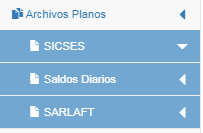 Archivos Planos
SICSES
Saldos Diarios
SARLAFT